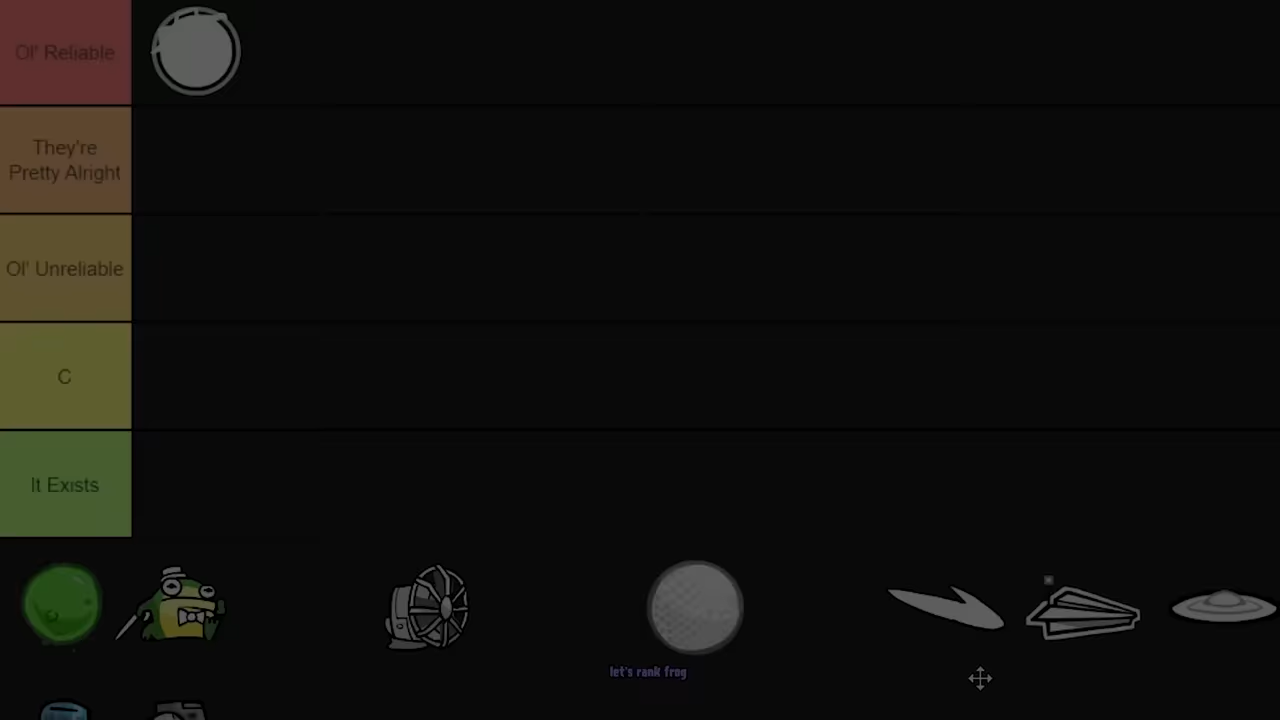 Ol' Reliable
They're
Pretty Alright
Ol' Unreliable
C
It Exists
let's rank frog